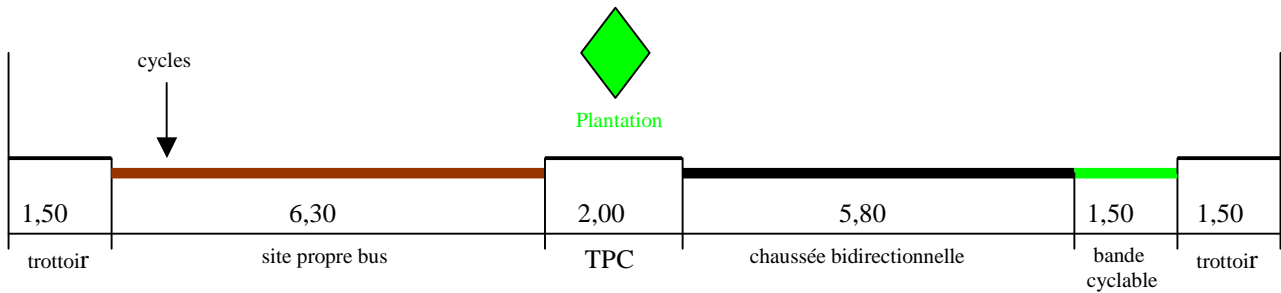 cycles
Plantation
1,50 6,30 2,00 5,80 1,50 1,50
trottoir site propre bus TPC chaussée bidirectionnelle bande cyclable trottoir